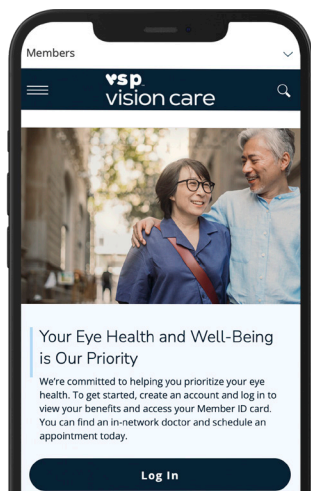 Members
vsp
vision care
Your Eye Health and Well-Being
is Our Priority
We're committed to helping you prioritize your eye
health. To get started, create an account and log in to
view your benefits and access your Member ID card.
You can find an in-network doctor and schedule an
appointment today.
Log In